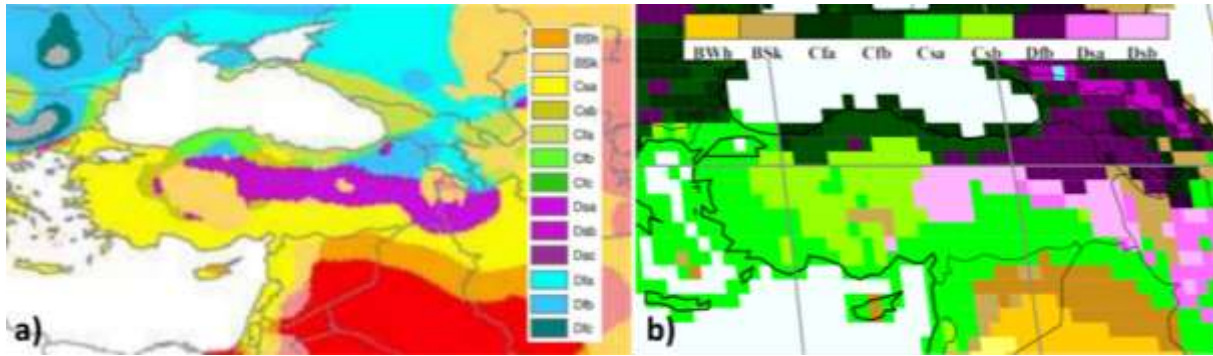 BSh
BSk
Csa
Csb
Cfa
Cfb
Cfc
Dsa
Dsb
Dsc
Dfa
Dfb
Dfc
a)
BWh BSk Cfa Cfb Csa Csb Dfb Dsa Dsb
b)